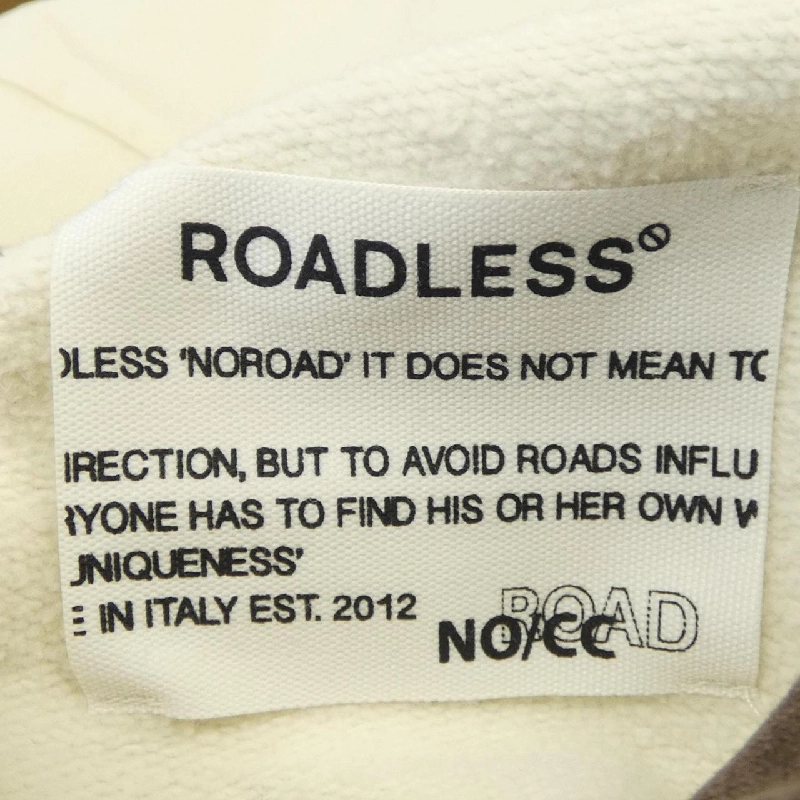 ROADLESS
LESS 'NOROAD' IT DOES NOT MEAN TO
IRECTION, BUT TO AVOID ROADS INFLU
RYONE HAS TO FIND HIS OR HER OWN W
UNIQUENESS'
E IN ITALY EST. 2012
ROAD
NO/CC